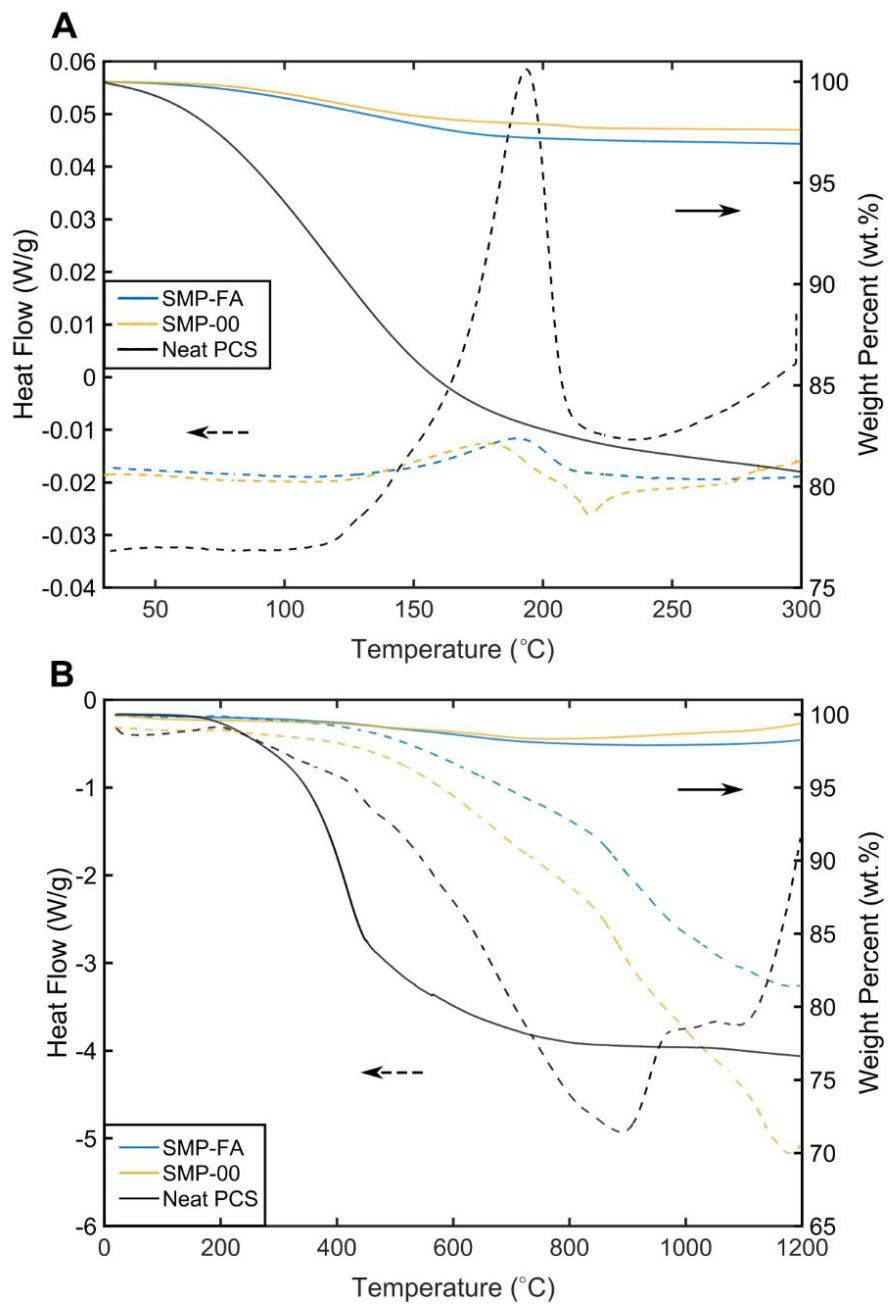 A
0.06
0.05
0.04
0.03
0.02
0.01
0
-0.01
-0.02
-0.03
-0.04
Heat Flow (W/g)
SMP-FA
SMP-00
Neat PCS
100
95
90
85
80
75
Weight Percent (wt.%)
50 100 150 200 250 300
Temperature (°C)
B
0
-1
-2
-3
-4
-5
-6
Heat Flow (W/g)
SMP-FA
SMP-00
Neat PCS
100
95
90
85
80
75
70
65
Weight Percent (wt.%)
0 200 400 600 800 1000 1200
Temperature (°C)